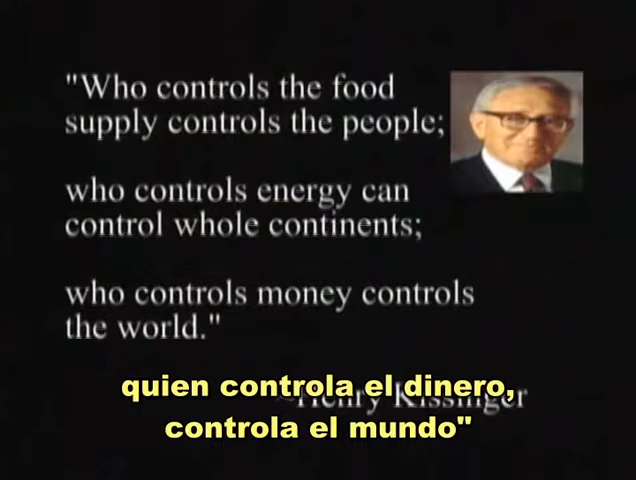 "Who controls the food
supply controls the people;
who controls energy can
control whole continents;
who controls money controls
the world."
~Henry Kissinger
quien controla el dinero,
controla el mundo"